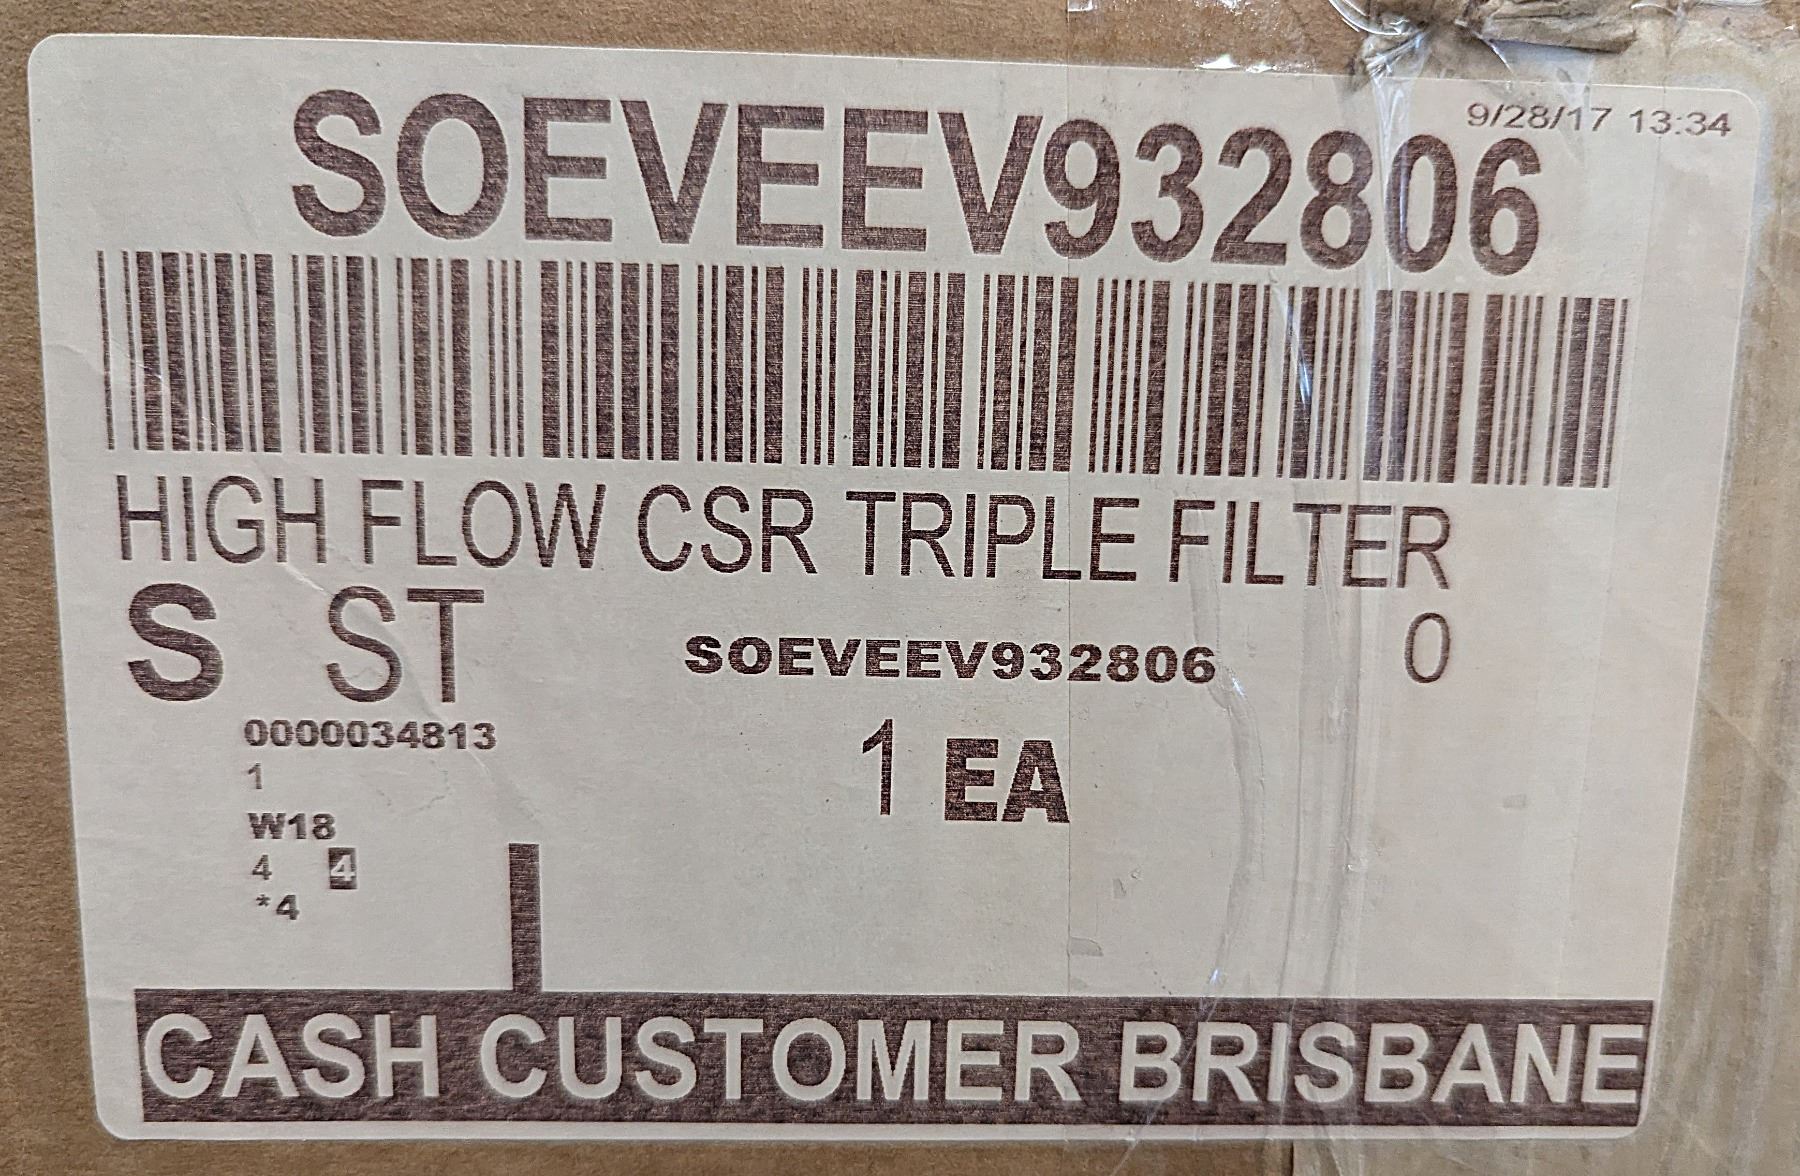 9/28/17 13:34
SOEVEEV932806
HIGH FLOW CSR TRIPLE FILTER
S ST SOEVEEV932806 0
0000034813
1
1 EA
W18
4 4
*4
CASH CUSTOMER BRISBANE